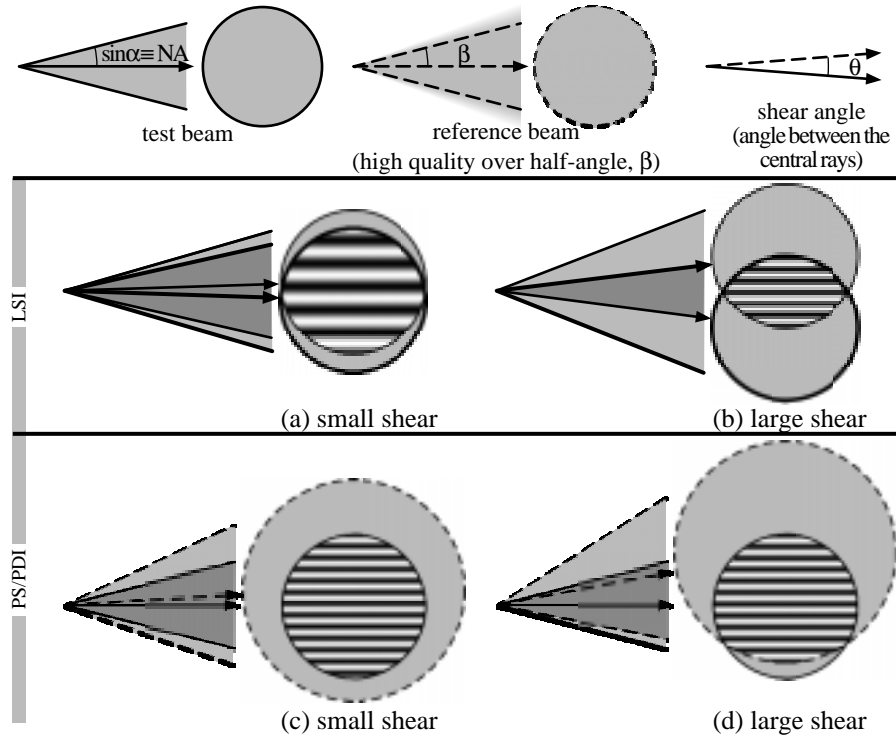 sinα≡ NA
test beam
β
reference beam
(high quality over half-angle, β)
θ
shear angle
(angle between the
central rays)
LSI
(a) small shear
(b) large shear
PS/PDI
(c) small shear
(d) large shear